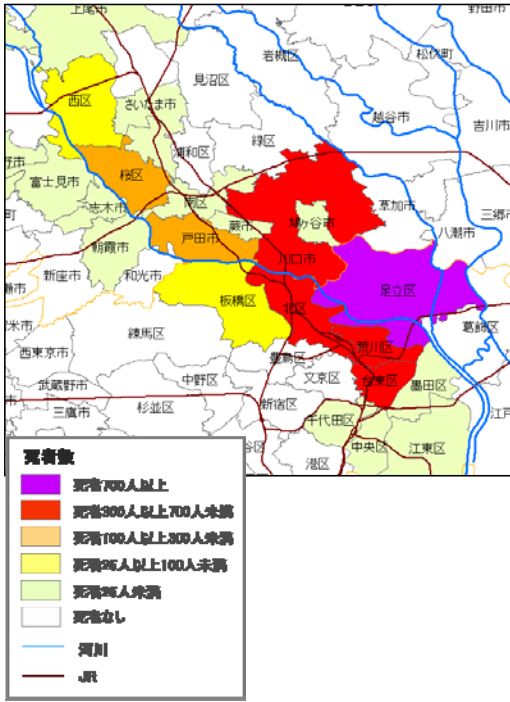 上尾市
野田市
岩槻区
松伏町
西区
見沼区
さいたま市
越谷市
吉川市
浦和区
緑区
桜区
富士見市
南区
志木市
蕨市
鳩ヶ谷市
草加市
三郷市
戸田市
八潮市
朝霞市
川口市
新座市
和光市
足立区
板橋区
北区
練馬区
荒川区
葛飾区
西東京市
豊島区
台東区
中野区
文京区
墨田区
武蔵野市
新宿区
三鷹市
杉並区
千代田区
中央区
江東区
港区
死者数
死者700人以上
死者300人以上700人未満
死者100人以上300人未満
死者25人以上100人未満
死者25人未満
死者なし
河川
JR